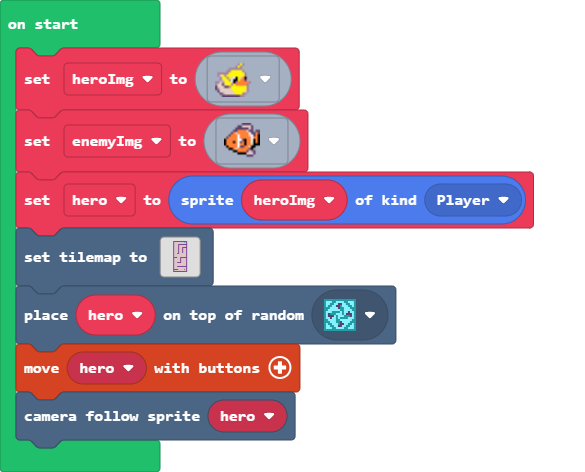 on start
set heroImg to
set enemyImg to
set hero to sprite heroImg of kind Player
set tilemap to
place hero on top of random
move hero with buttons
camera follow sprite hero